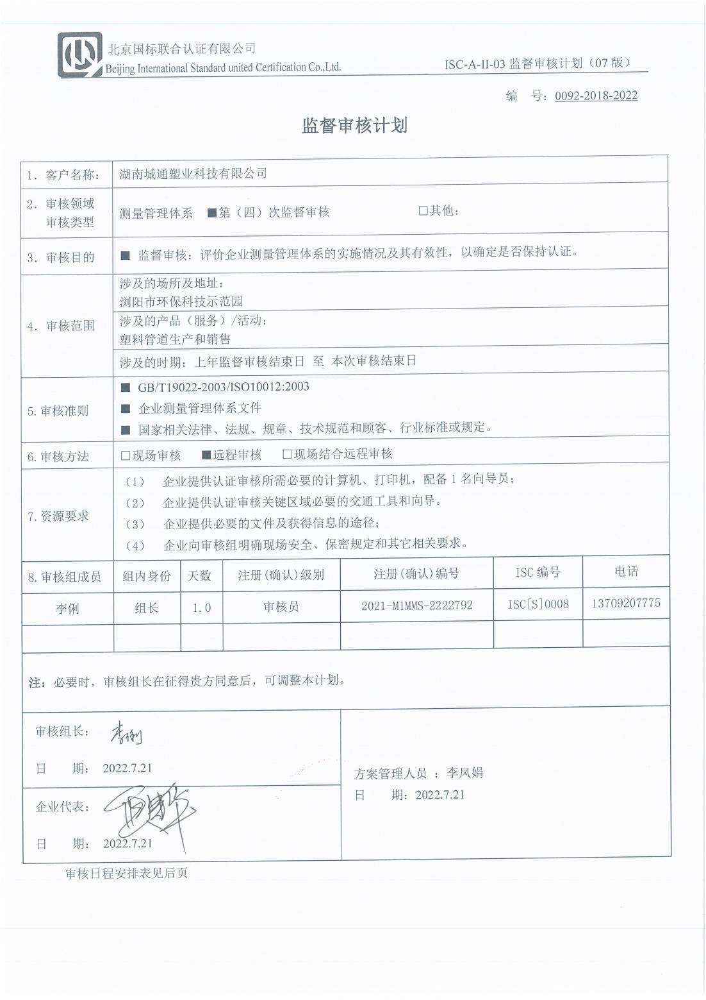 北京国标联合认证有限公司
Beijing International Standard united Certification Co.,Ltd.
ISC-A-II-03 监督审核计划（07 版）
编 号：0092-2018-2022
监督审核计划
1．客户名称： 湖南城通塑业科技有限公司
2．审核领域
审核类型
测量管理体系 ■第（四）次监督审核 □其他：
3．审核目的 ■ 监督审核：评价企业测量管理体系的实施情况及其有效性，以确定是否保持认证。
4．审核范围
涉及的场所及地址：
浏阳市环保科技示范园
涉及的产品（服务）/活动：
塑料管道生产和销售
涉及的时期：上年监督审核结束日 至 本次审核结束日
5.审核准则
■ GB/T19022-2003/ISO10012:2003
■ 企业测量管理体系文件
■ 国家相关法律、法规、规章、技术规范和顾客、行业标准或规定。
6.审核方法 □现场审核 ■远程审核 □现场结合远程审核
7.资源要求
（1） 企业提供认证审核所需必要的计算机、打印机，配备 1 名向导员；
（2） 企业提供认证审核关键区域必要的交通工具和向导。
（3） 企业提供必要的文件及获得信息的途径；
（4） 企业向审核组明确现场安全、保密规定和其它相关要求。
8.审核组成员 组内身份 天数 注册(确认)级别 注册(确认)编号 ISC 编号 电话
李俐 组长 1.0 审核员 2021-M1MMS-2222792 ISC[S]0008 13709207775
注：必要时，审核组长在征得贵方同意后，可调整本计划。
审核组长： 李俐
日 期： 2022.7.21
企业代表：
日 期： 2022.7.21
方案管理人员 ：李凤娟
日 期：2022.7.21
审核日程安排表见后页